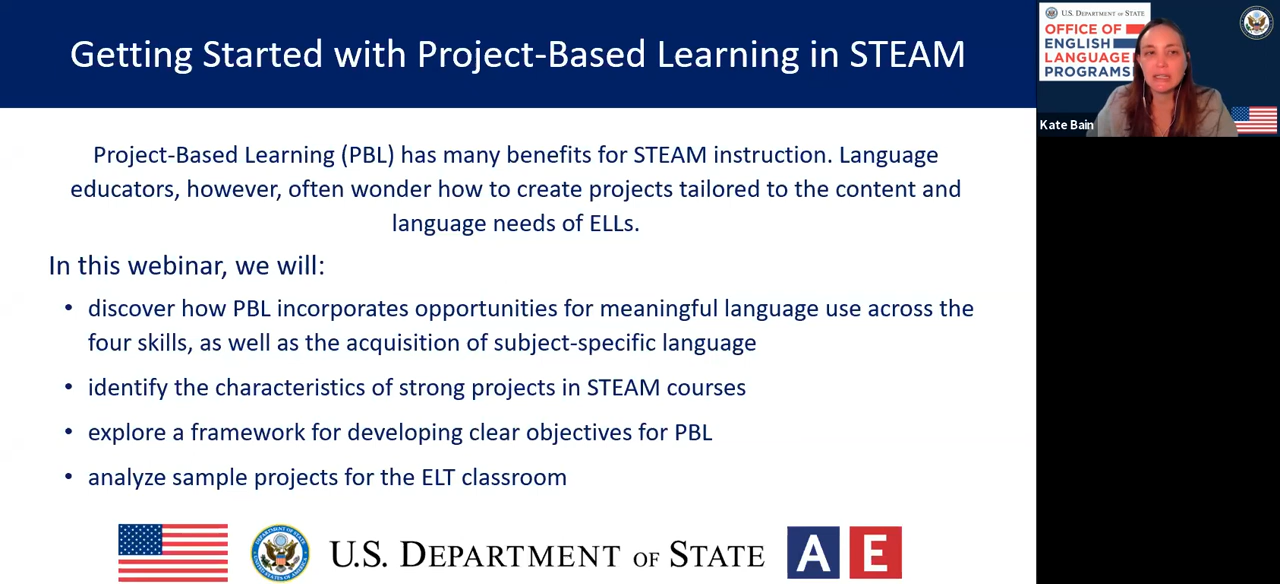 Getting Started with Project-Based Learning in STEAM
Project-Based Learning (PBL) has many benefits for STEAM instruction. Language
educators, however, often wonder how to create projects tailored to the content and
language needs of ELLs.
In this webinar, we will:
• discover how PBL incorporates opportunities for meaningful language use across the
four skills, as well as the acquisition of subject-specific language
• identify the characteristics of strong projects in STEAM courses
• explore a framework for developing clear objectives for PBL
• analyze sample projects for the ELT classroom
U.S. DEPARTMENT OF STATE
A E
U.S. DEPARTMENT OF STATE
OFFICE OF
ENGLISH
LANGUAGE
PROGRAMS
Kate Bain